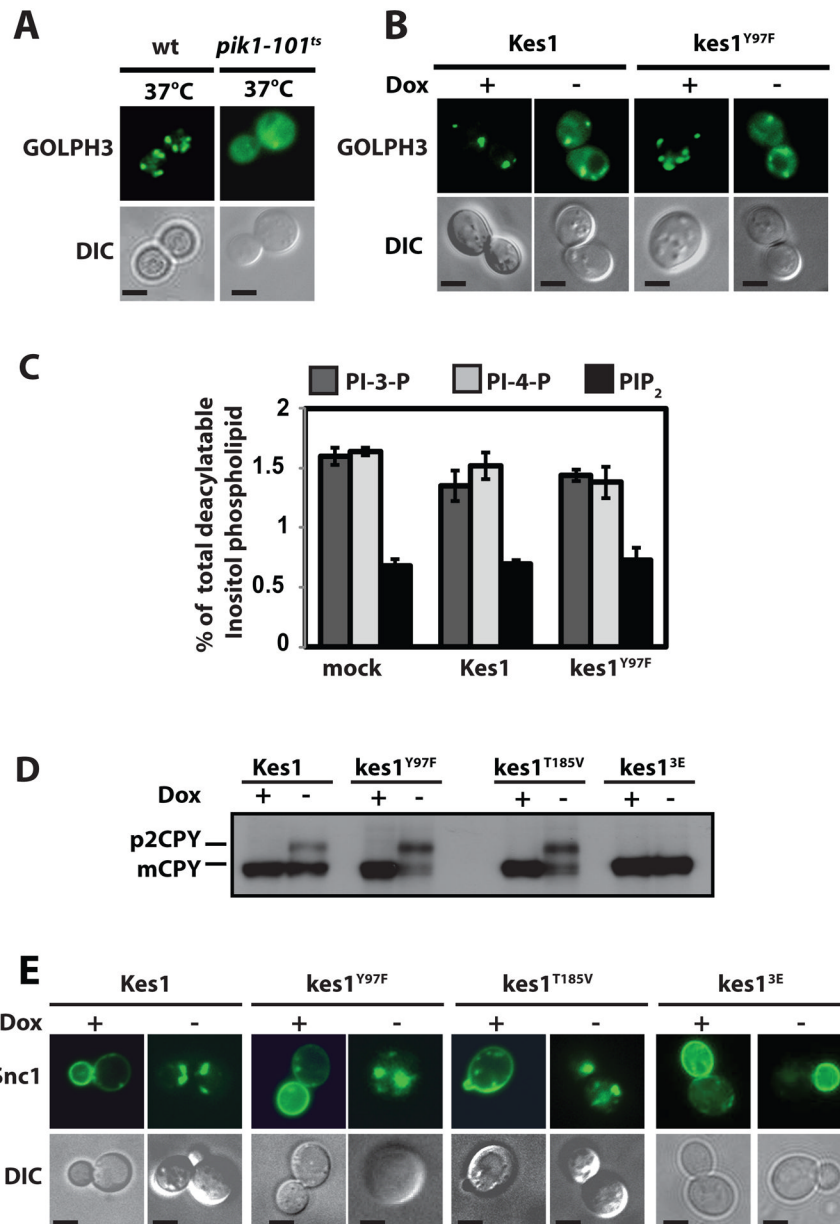 A
wt pik1-101ts
37°C 37°C
GOLPH3
DIC
B
Kes1 kes1Y97F
Dox + - + -
GOLPH3
DIC
C
PI-3-P PI-4-P PIP2
% of total deacylatable
Inositol phospholipid
2
1.5
1
0.5
0
mock Kes1 kes1Y97F
D
Kes1 kes1Y97F kes1T185V kes13E
Dox + - + - + - + -
p2CPY
mCPY
E
Kes1 kes1Y97F kes1T185V kes13E
Dox + - + - + - + -
Snc1
DIC